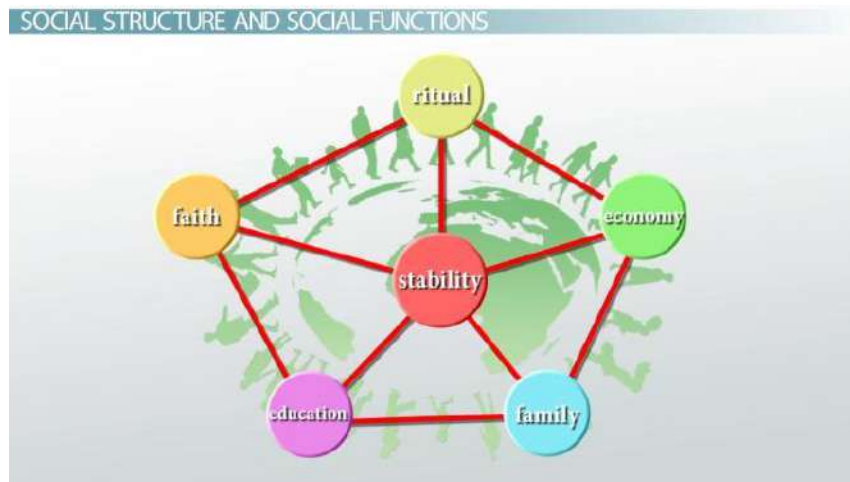 SOCIAL STRUCTURE AND SOCIAL FUNCTIONS
ritual
faith
economy
stability
education
family